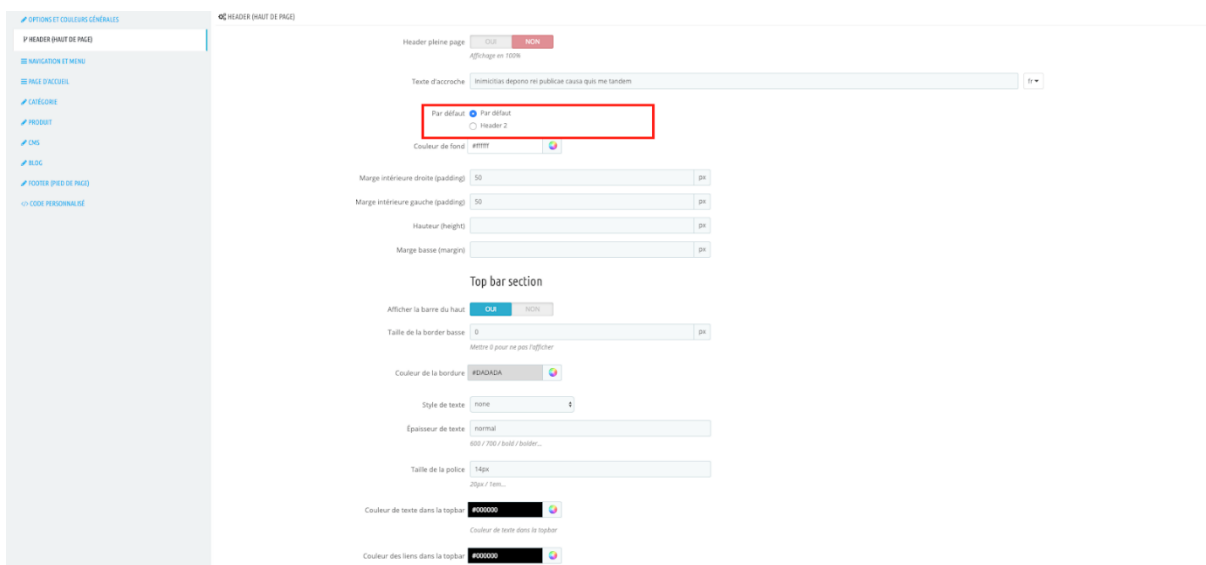 OPTIONS ET COULEURS GÉNÉRALES
HEADER (HAUT DE PAGE)
NAVIGATION ET MENU
PAGE D'ACCUEIL
CATÉGORIE
PRODUIT
CMS
BLOG
FOOTER (PIED DE PAGE)
</> CODE PERSONNALISÉ
HEADER (HAUT DE PAGE)
Header pleine page OUI NON
Affichage en 100%
Texte d'accroche Inimicitias depono rei publicae causa quis me tandem fr
Par défaut Par défaut
Header 2
Couleur de fond #ffffff
Marge intérieure droite (padding) 50 px
Marge intérieure gauche (padding) 50 px
Hauteur (height) px
Marge basse (margin) px
Top bar section
Afficher la barre du haut OUI NON
Taille de la border basse 0 px
Mettre 0 pour ne pas l'afficher
Couleur de la bordure #DADADA
Style de texte none
Épaisseur de texte normal
600 / 700 / bold / bolder...
Taille de la police 14px
20px / 1em...
Couleur de texte dans la topbar #000000
Couleur de texte dans la topbar
Couleur des liens dans la topbar #000000